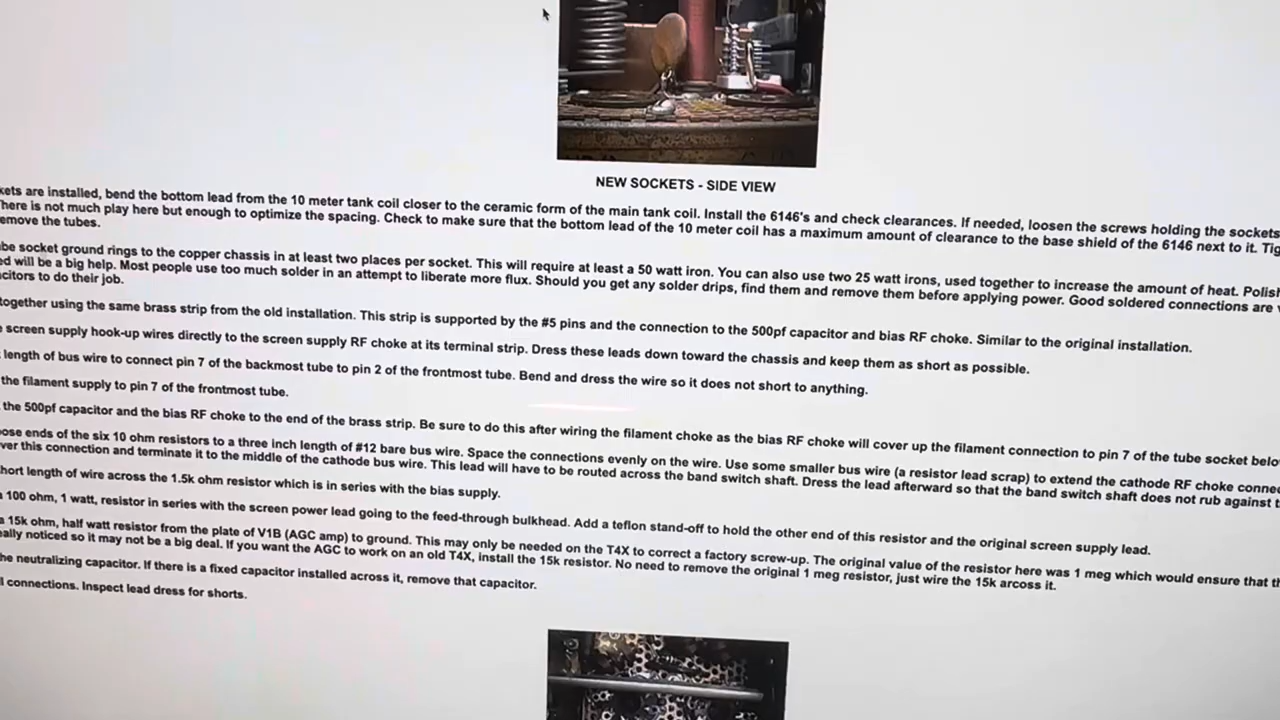 NEW SOCKETS - SIDE VIEW
are installed, bend the bottom lead from the 10 meter tank coil closer to the ceramic form of the main tank coil. Install the 6146's and check clearances. If needed, loosen the screws holding the sockets
here is not much play here but enough to optimize the spacing. Check to make sure that the bottom lead of the 10 meter coil has a maximum amount of clearance to the base shield of the 6146 next to it.
emove the tubes.
be socket ground rings to the copper chassis in at least two places per socket. This will require at least a 50 watt iron. You can also use two 25 watt irons, used together to increase the amount of heat. Polish
ed will be a big help. Most people use too much solder in an attempt to liberate more flux. Should you get any solder drips, find them and remove them before applying power. Good soldered connections are
citors to do their job.
together using the same brass strip from the old installation. This strip is supported by the #5 pins and the connection to the 500pf capacitor and bias RF choke. Similar to the original installation.
screen supply hook-up wires directly to the screen supply RF choke at its terminal strip. Dress these leads down toward the chassis and keep them as short as possible.
length of bus wire to connect pin 7 of the backmost tube to pin 2 of the frontmost tube. Bend and dress the wire so it does not short to anything.
the filament supply to pin 7 of the frontmost tube.
the 500pf capacitor and the bias RF choke to the end of the brass strip. Be sure to do this after wiring the filament choke as the bias RF choke will cover up the filament connection to pin 7 of the tube socket belo
ose ends of the six 10 ohm resistors to a three inch length of #12 bare bus wire. Space the connections evenly on the wire. Use some smaller bus wire (a resistor lead scrap) to extend the cathode RF choke connec
ver this connection and terminate it to the middle of the cathode bus wire. This lead will have to be routed across the band switch shaft. Dress the lead afterward so that the band switch shaft does not rub against
hort length of wire across the 1.5k ohm resistor which is in series with the bias supply.
100 ohm, 1 watt, resistor in series with the screen power lead going to the feed-through bulkhead. Add a teflon stand-off to hold the other end of this resistor and the original screen supply lead.
a 15k ohm, half watt resistor from the plate of V1B (AGC amp) to ground. This may only be needed on the T4X to correct a factory screw-up. The original value of the resistor here was 1 meg which would ensure that
ally noticed so it may not be a big deal. If you want the AGC to work on an old T4X, install the 15k resistor. No need to remove the original 1 meg resistor, just wire the 15k arcoss it.
he neutralizing capacitor. If there is a fixed capacitor installed across it, remove that capacitor.
l connections. Inspect lead dress for shorts.